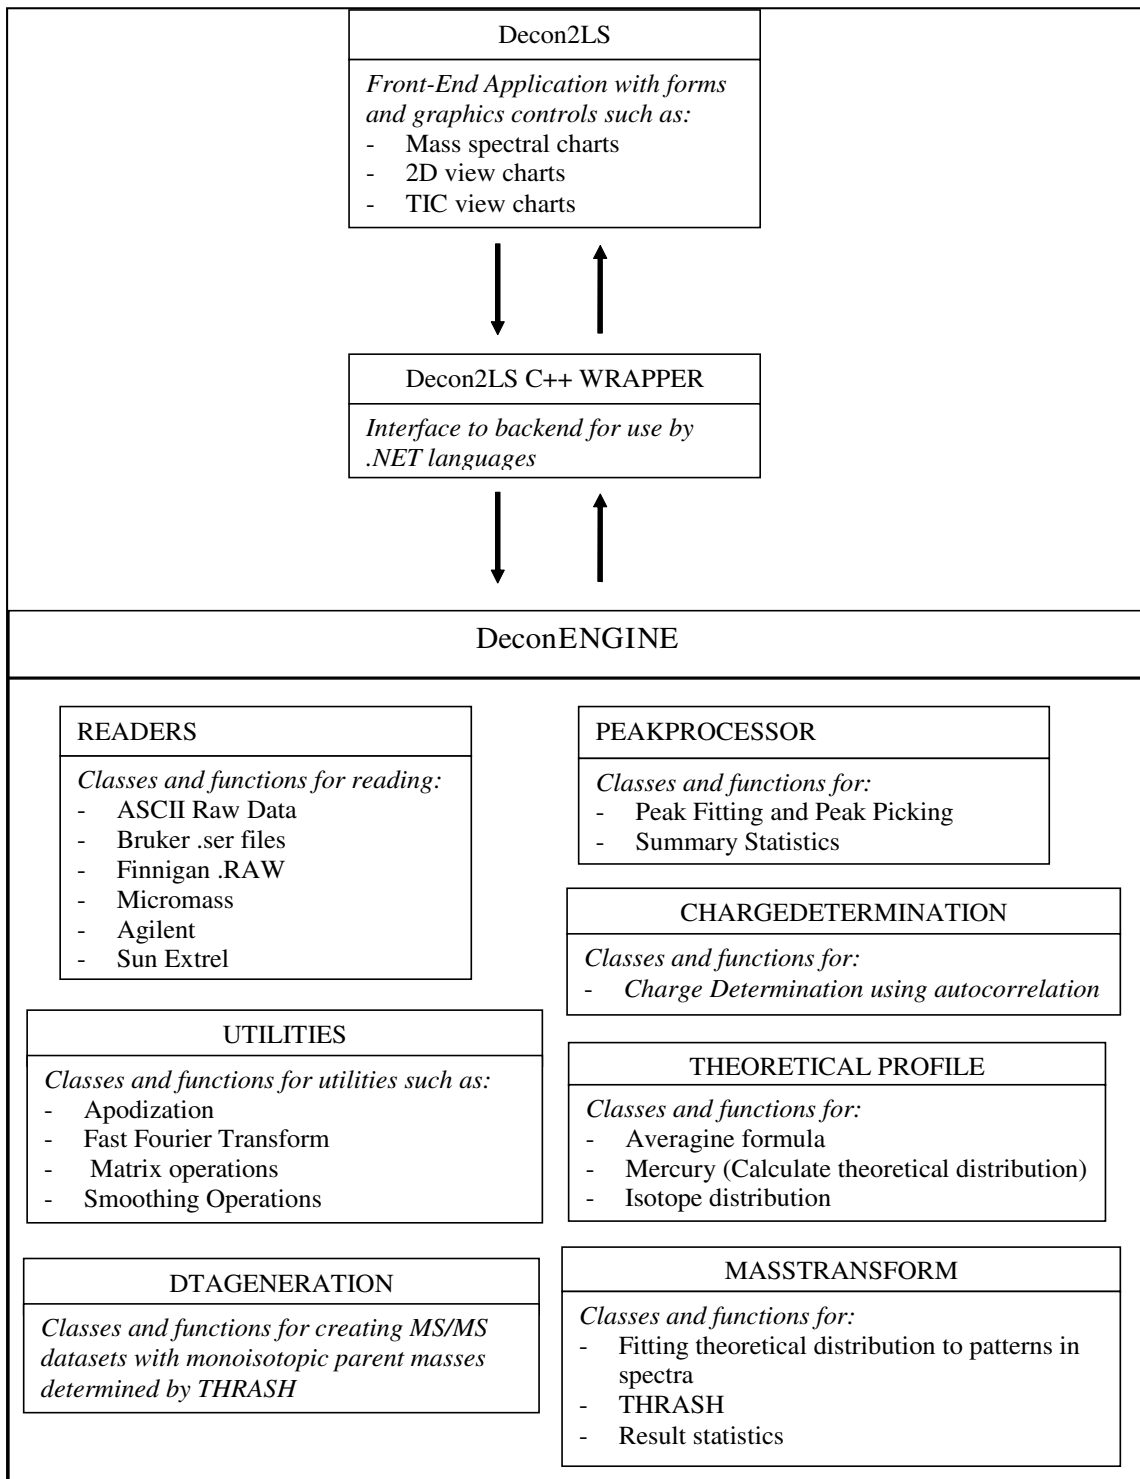 Decon2LS
Front-End Application with forms
and graphics controls such as:
- Mass spectral charts
- 2D view charts
- TIC view charts
Decon2LS C++ WRAPPER
Interface to backend for use by
.NET languages
DeconENGINE
READERS
Classes and functions for reading:
- ASCII Raw Data
- Bruker .ser files
- Finnigan .RAW
- Micromass
- Agilent
- Sun Extrel
PEAKPROCESSOR
Classes and functions for:
- Peak Fitting and Peak Picking
- Summary Statistics
CHARGEDETERMINATION
Classes and functions for:
- Charge Determination using autocorrelation
UTILITIES
Classes and functions for utilities such as:
- Apodization
- Fast Fourier Transform
- Matrix operations
- Smoothing Operations
THEORETICAL PROFILE
Classes and functions for:
- Averagine formula
- Mercury (Calculate theoretical distribution)
- Isotope distribution
DTAGENERATION
Classes and functions for creating MS/MS
datasets with monoisotopic parent masses
determined by THRASH
MASSTRANSFORM
Classes and functions for:
- Fitting theoretical distribution to patterns in
spectra
- THRASH
- Result statistics